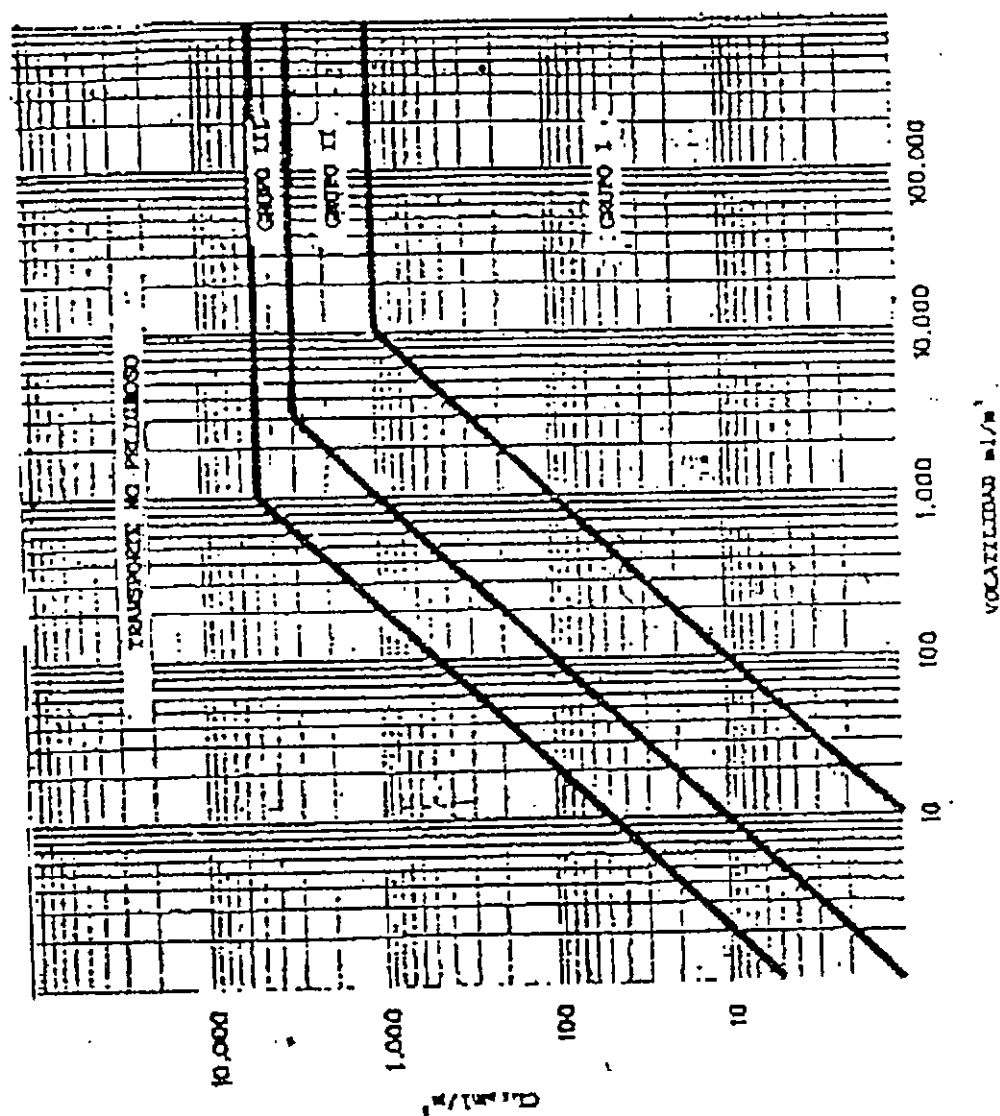 TRANSPORTE NO PELIGROSO
GRUPO III
GRUPO II
GRUPO I
10,000
1,000
100
10
10
100
1,000
10,000
100,000
VOLATILIDAD ml/m³